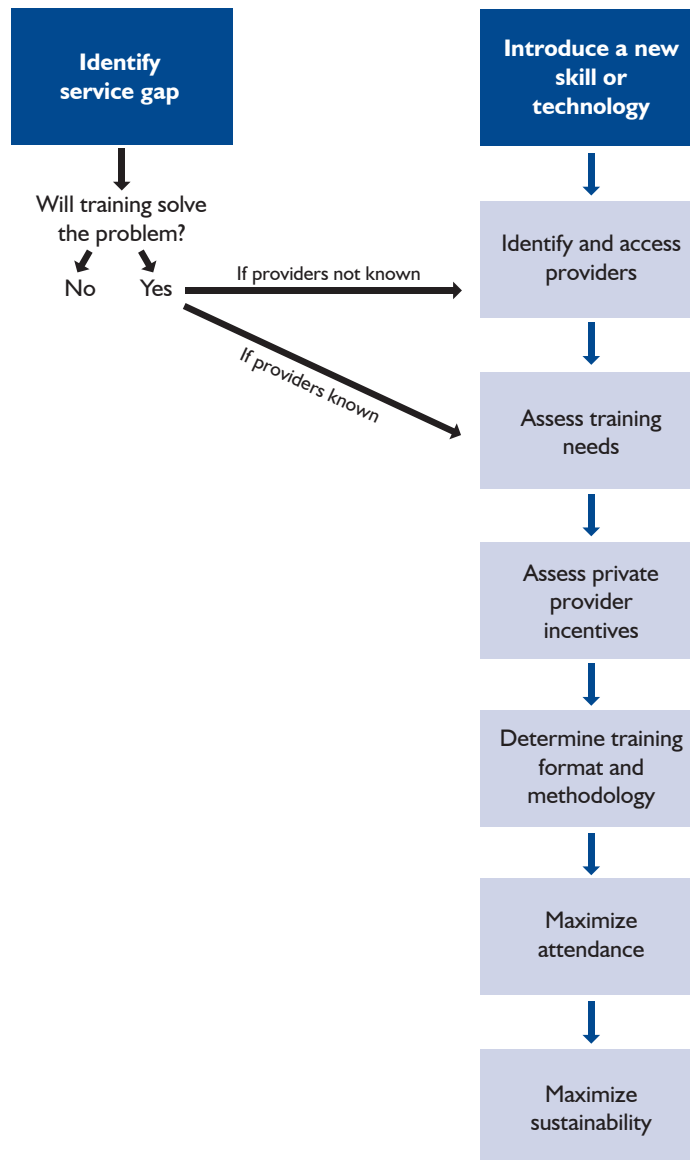 Identify
service gap
Will training solve
the problem?
No
Yes
If providers not known
If providers known
Introduce a new
skill or
technology
Identify and access
providers
Assess training
needs
Assess private
provider
incentives
Determine training
format and
methodology
Maximize
attendance
Maximize
sustainability